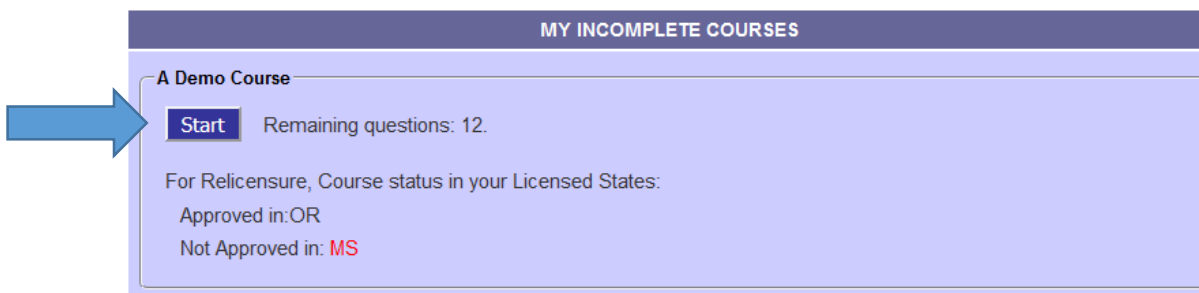 MY INCOMPLETE COURSES
A Demo Course
Start Remaining questions: 12.
For Relicensure, Course status in your Licensed States:
Approved in:OR
Not Approved in: MS